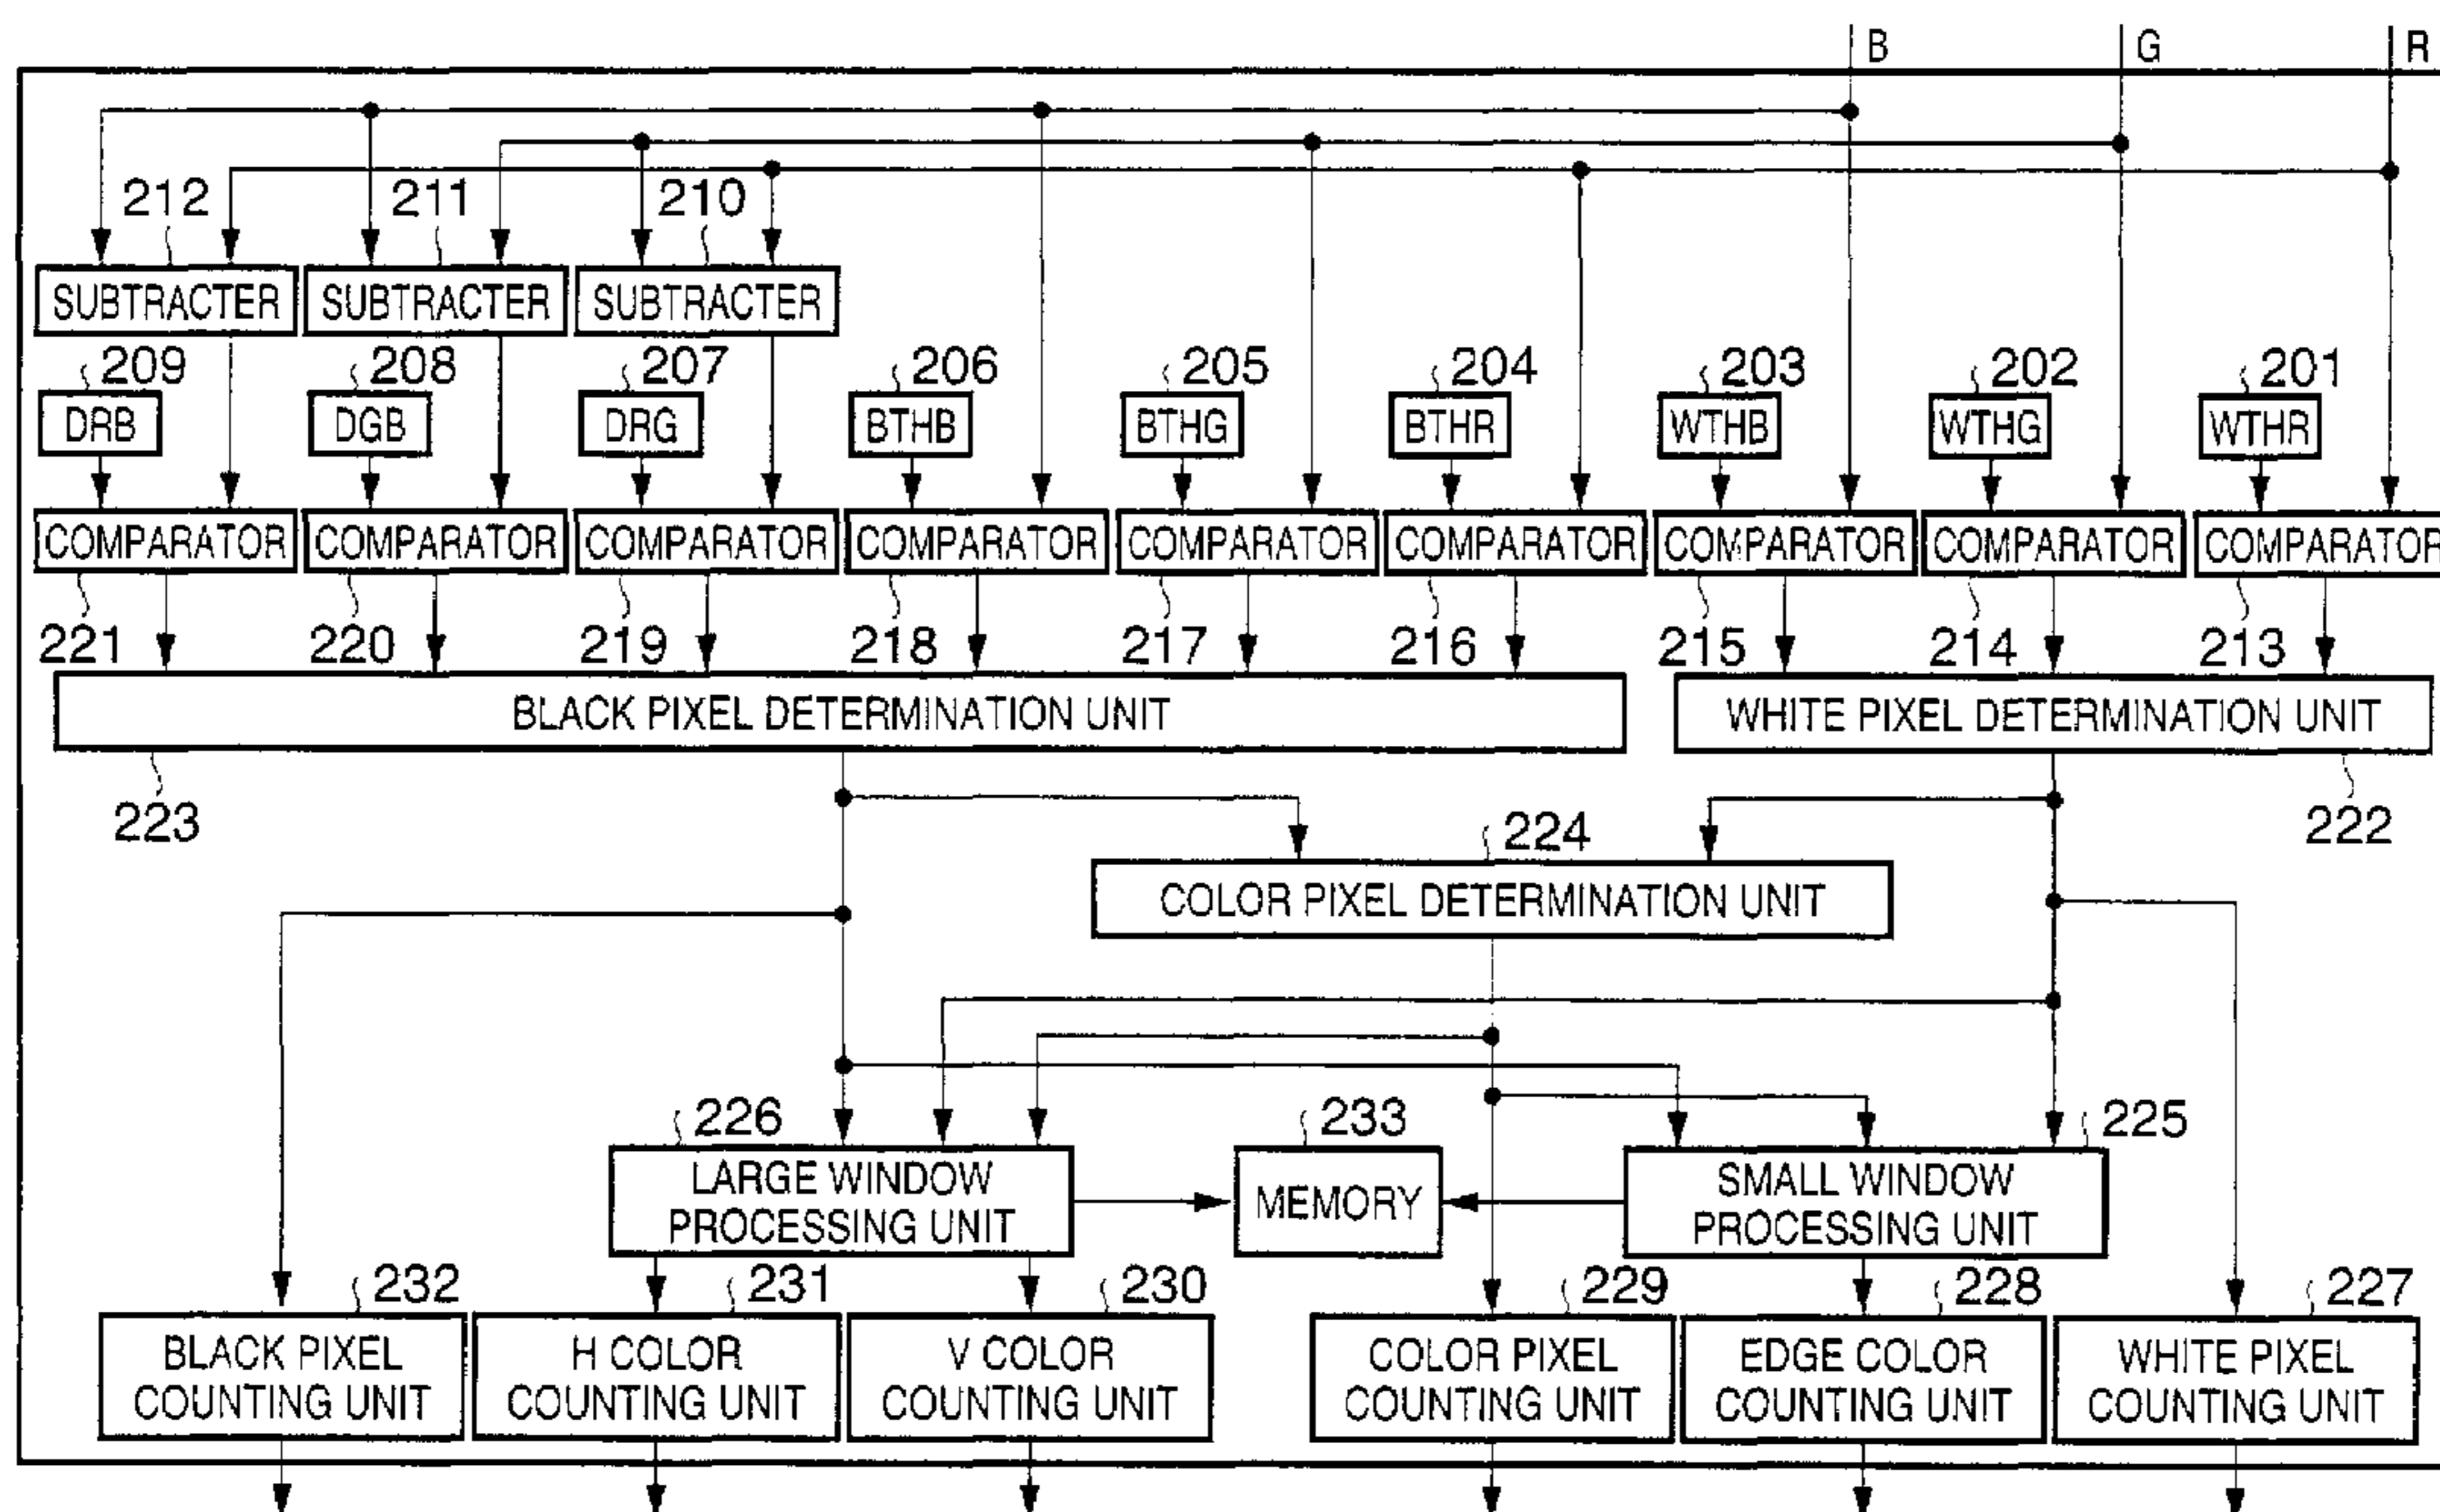 B G R
212 211 210
SUBTRACTER SUBTRACTER SUBTRACTER
209 208 207 206 205 204 203 202 201
DRB DGB DRG BTHB BTHG BTHR WTHB WTHG WTHR
COMPARATOR COMPARATOR COMPARATOR COMPARATOR COMPARATOR COMPARATOR COMPARATOR COMPARATOR COMPARATOR
221 220 219 218 217 216 215 214 213
BLACK PIXEL DETERMINATION UNIT WHITE PIXEL DETERMINATION UNIT
223 224 222
COLOR PIXEL DETERMINATION UNIT
226 233 225
LARGE WINDOW
PROCESSING UNIT
MEMORY
SMALL WINDOW
PROCESSING UNIT
232 231 230 229 228 227
BLACK PIXEL
COUNTING UNIT
H COLOR
COUNTING UNIT
V COLOR
COUNTING UNIT
COLOR PIXEL
COUNTING UNIT
EDGE COLOR
COUNTING UNIT
WHITE PIXEL
COUNTING UNIT